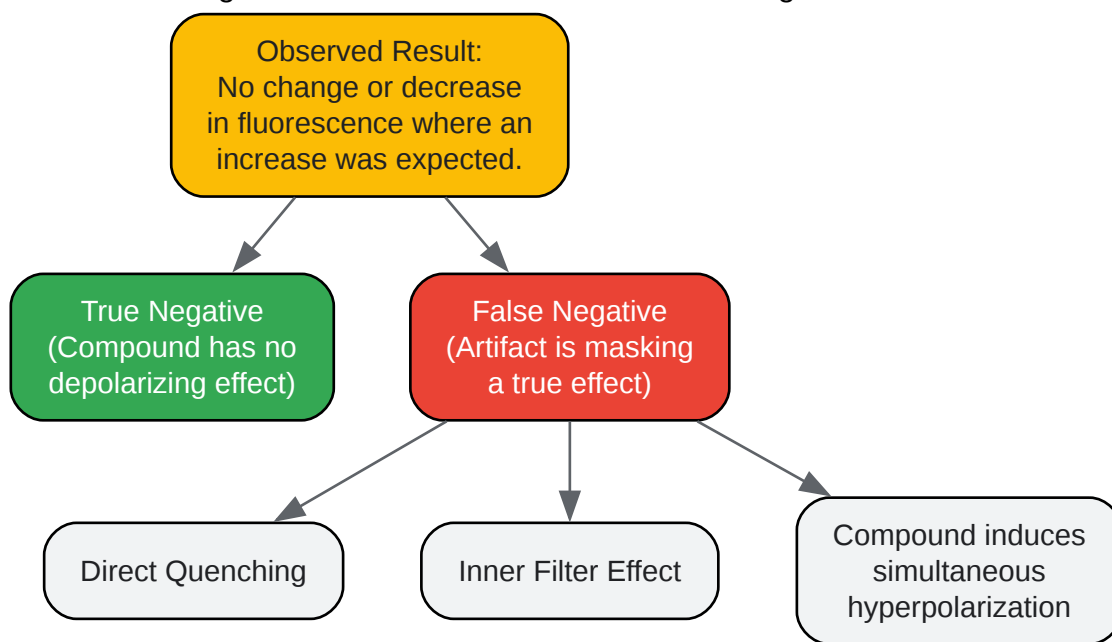 Observed Result:
No change or decrease
in fluorescence where an
increase was expected.
True Negative
(Compound has no
depolarizing effect)
False Negative
(Artifact is masking
a true effect)
Direct Quenching
Inner Filter Effect
Compound induces
simultaneous
hyperpolarization